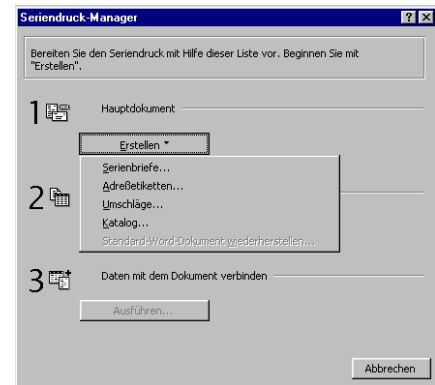 Seriendruck-Manager
Bereiten Sie den Seriendruck mit Hilfe dieser Liste vor. Beginnen Sie mit
"Erstellen".
1 Hauptdokument
Erstellen
Serienbriefe...
Adreßetiketten...
2 Umschläge...
Katalog...
Standard-Word-Dokument wiederherstellen...
3 Daten mit dem Dokument verbinden
Ausführen...
Abbrechen